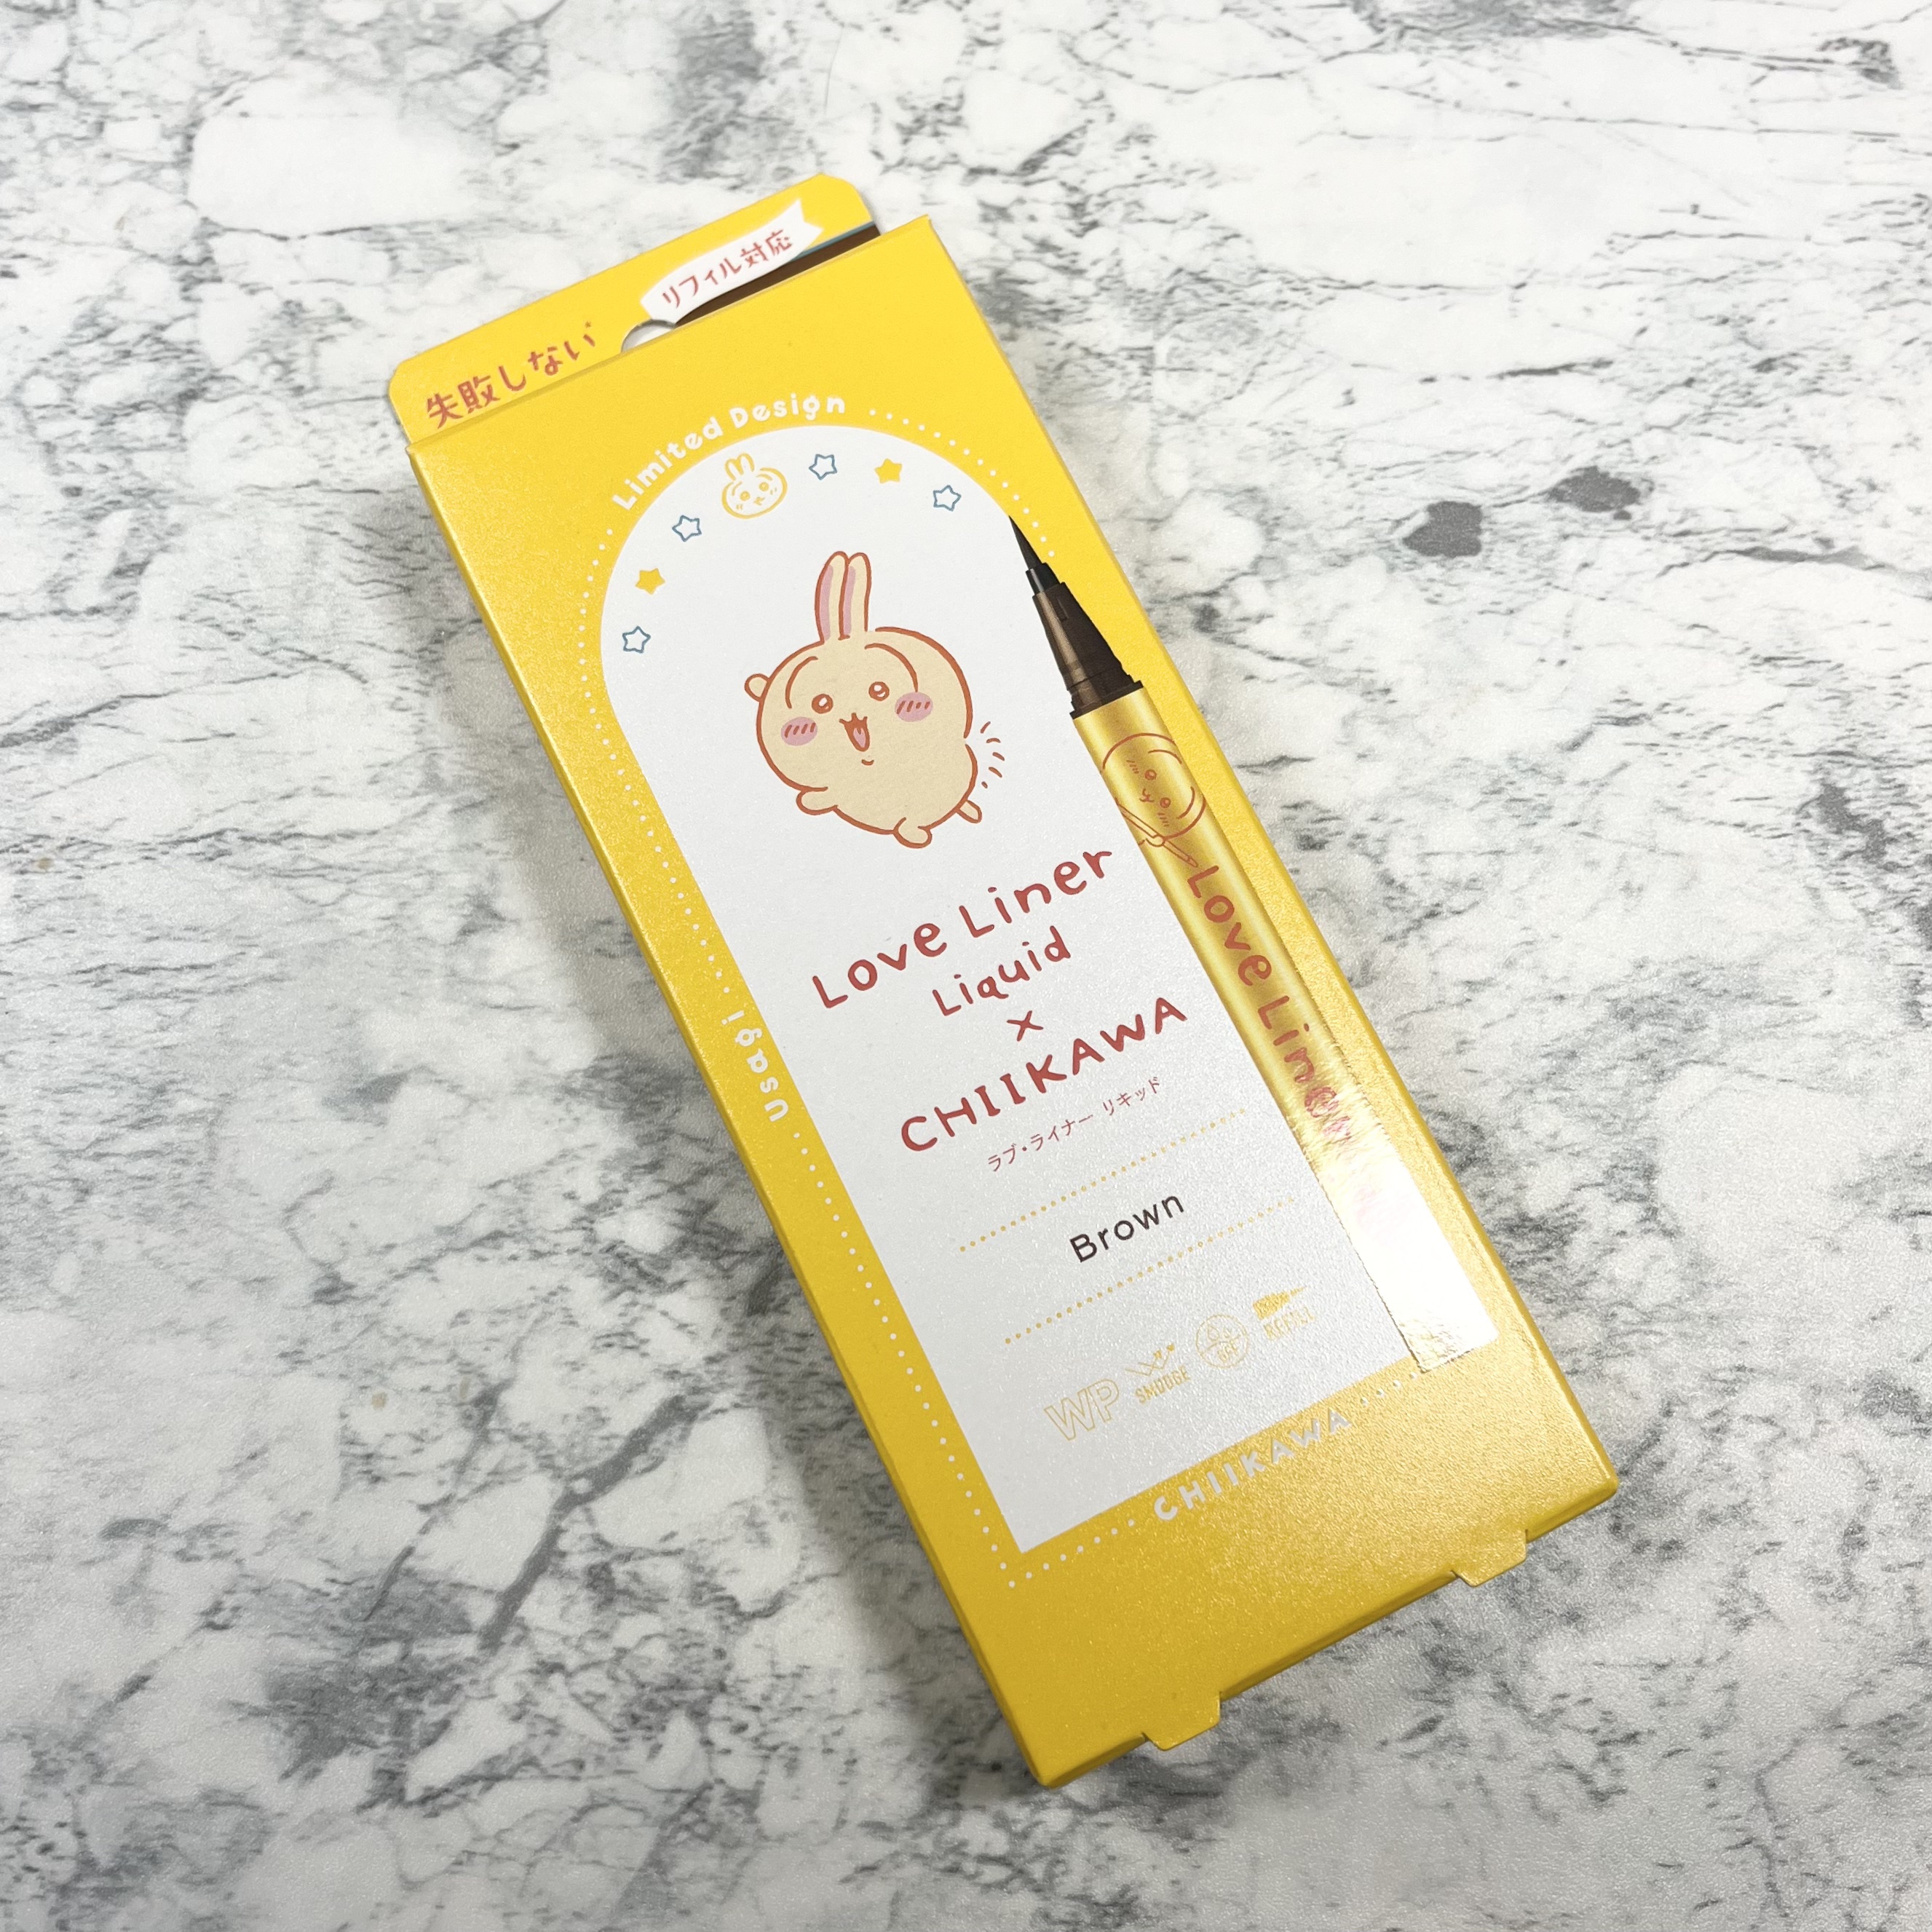 失敗しない
リフィル対応
Limited Design
Love Liner
Liquid
×
CHIIKAWA
ラブ・ライナー リキッド
Brown
WP
SMUDGE
REFILL
Usagi
CHIIKAWA
Love Liner